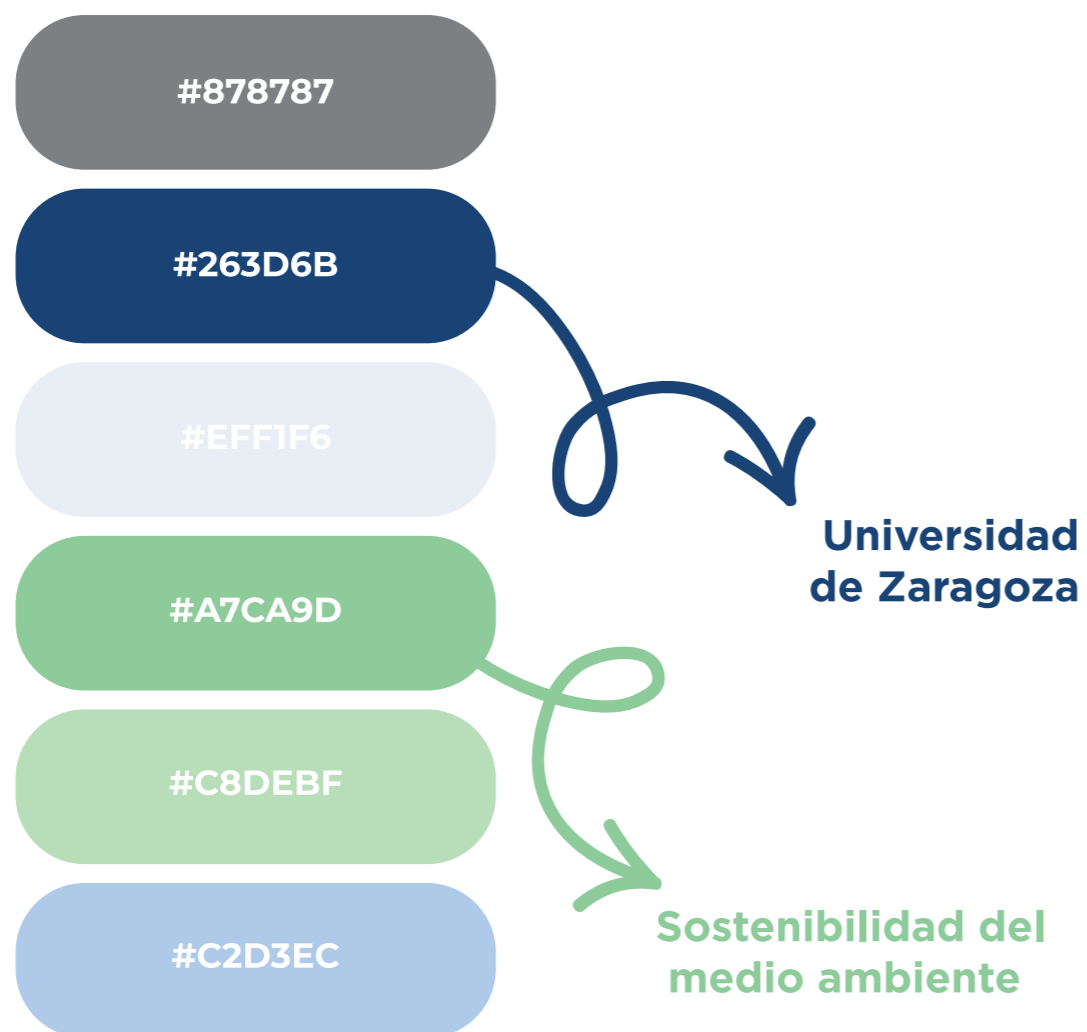 #878787
#263D6B
#EFF1F6
Universidad
de Zaragoza
#A7CA9D
#C8DEBF
Sostenibilidad del
medio ambiente
#C2D3EC